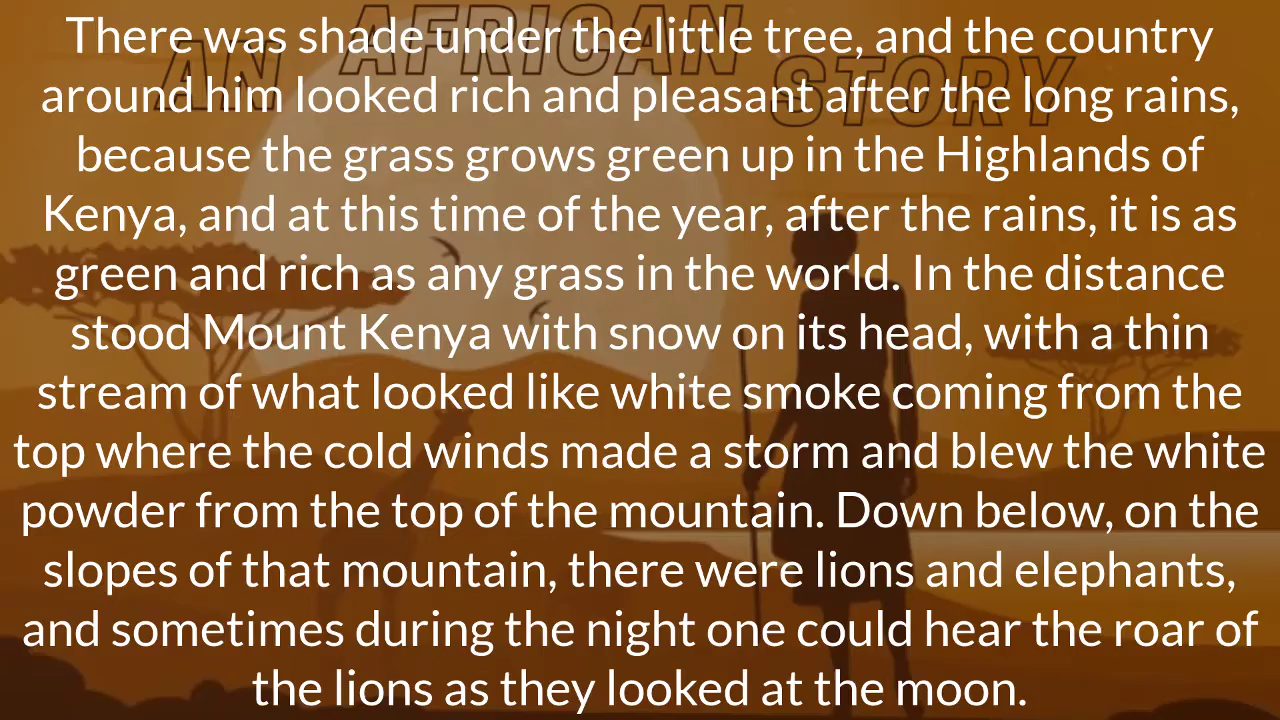 AN AFRICAN STORY
There was shade under the little tree, and the country
around him looked rich and pleasant after the long rains,
because the grass grows green up in the Highlands of
Kenya, and at this time of the year, after the rains, it is as
green and rich as any grass in the world. In the distance
stood Mount Kenya with snow on its head, with a thin
stream of what looked like white smoke coming from the
top where the cold winds made a storm and blew the white
powder from the top of the mountain. Down below, on the
slopes of that mountain, there were lions and elephants,
and sometimes during the night one could hear the roar of
the lions as they looked at the moon.